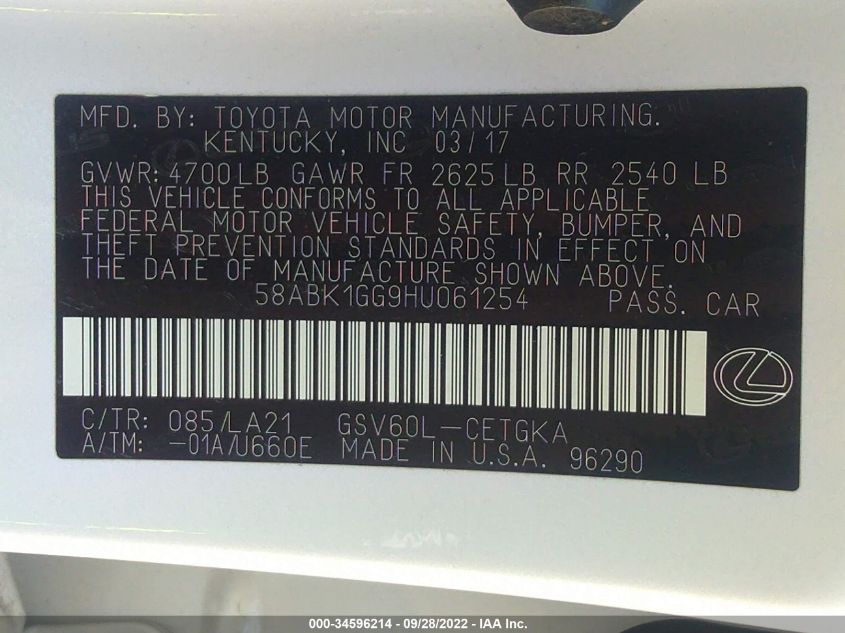 MFD. BY: TOYOTA MOTOR MANUFACTURING.
KENTUCKY, INC 03/17
GVWR: 4700LB GAWR FR 2625LB RR 2540 LB
THIS VEHICLE CONFORMS TO ALL APPLICABLE
FEDERAL MOTOR VEHICLE SAFETY, BUMPER, AND
THEFT PREVENTION STANDARDS IN EFFECT ON
THE DATE OF MANUFACTURE SHOWN ABOVE.
58ABK1GG9HU061254 PASS. CAR
C/TR: 085/LA21 GSV60L-CETGKA
A/TM: -01A/U660E MADE IN U.S.A. 96290
000-34596214 / 09/28/2022 - IAA Inc.